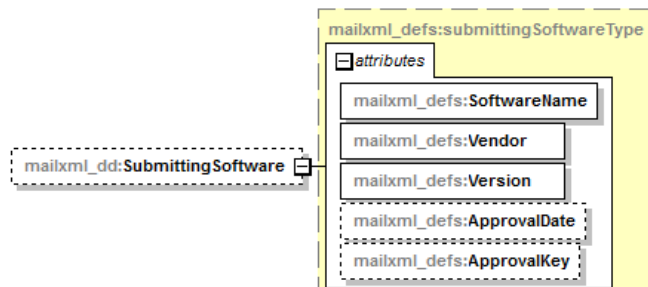 mailxml_defs:submittingSoftwareType
attributes
mailxml_defs:SoftwareName
mailxml_defs:Vendor
mailxml_dd:SubmittingSoftware
mailxml_defs:Version
mailxml_defs:ApprovalDate
mailxml_defs:ApprovalKey